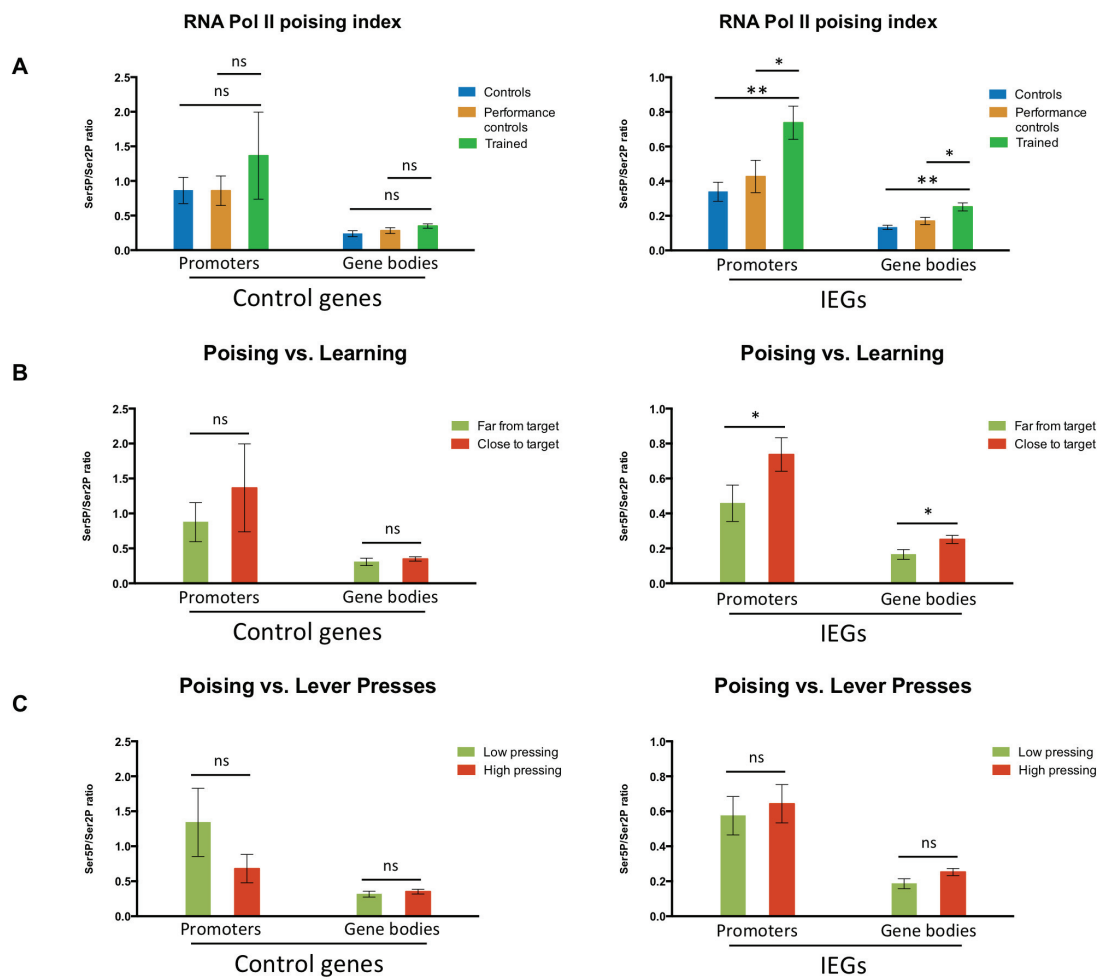 RNA Pol II poising index
RNA Pol II poising index
A
Ser5P/Ser2P ratio
2.5
2.0
1.5
1.0
0.5
0.0
ns
ns
ns
ns
Controls
Performance
controls
Trained
Promoters
Gene bodies
Control genes
Ser5P/Ser2P ratio
1.0
0.8
0.6
0.4
0.2
0.0
*
**
*
**
Controls
Performance
controls
Trained
Promoters
Gene bodies
IEGs
Poising vs. Learning
Poising vs. Learning
B
Ser5P/Ser2P ratio
2.5
2.0
1.5
1.0
0.5
0.0
ns
ns
Far from target
Close to target
Promoters
Gene bodies
Control genes
Ser5P/Ser2P ratio
1.0
0.8
0.6
0.4
0.2
0.0
*
*
Far from target
Close to target
Promoters
Gene bodies
IEGs
Poising vs. Lever Presses
Poising vs. Lever Presses
C
Ser5P/Ser2P ratio
2.5
2.0
1.5
1.0
0.5
0.0
ns
ns
Low pressing
High pressing
Promoters
Gene bodies
Control genes
Ser5P/Ser2P ratio
1.0
0.8
0.6
0.4
0.2
0.0
ns
ns
Low pressing
High pressing
Promoters
Gene bodies
IEGs